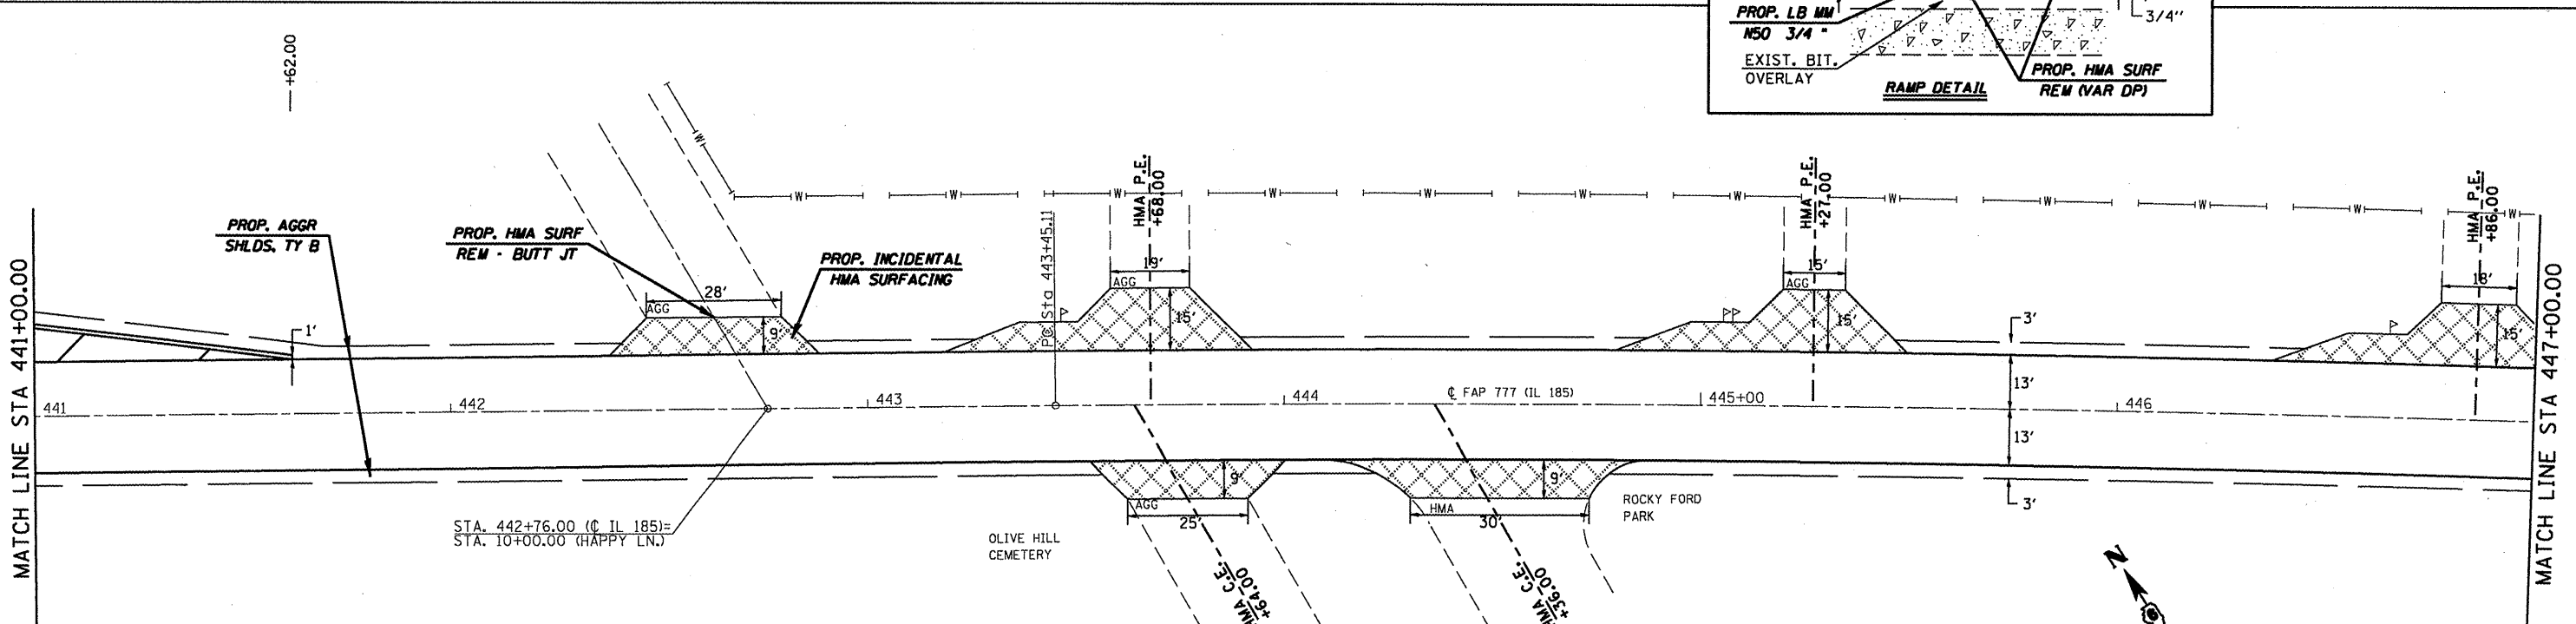 PROP. LB MM
N50 3/4 "
EXIST. BIT.
OVERLAY
RAMP DETAIL
PROP. HMA SURF
REM (VAR DP)
3/4"
+62.00
MATCH LINE STA 441+00.00
PROP. AGGR
SHLDS. TY B
PROP. HMA SURF
REM - BUTT JT
PROP. INCIDENTAL
HMA SURFACING
W
W W W W W W W W W W W W
PC Sta 443+45.11
HMA P.E.
+68.00
HMA P.E.
+27.00
HMA P.E.
+86.00
1'
28'
AGG
9'
P
19'
AGG
15'
PP
15'
AGG
15'
3'
P
18'
15'
441
442
443
444
℄ FAP 777 (IL 185)
445+00
446
13'
13'
3'
STA. 442+76.00 (℄ IL 185)=
STA. 10+00.00 (HAPPY LN.)
OLIVE HILL
CEMETERY
9'
AGG
25'
HMA C.E.
+64.00
9'
HMA
30'
HMA C.E.
+36.00
ROCKY FORD
PARK
N
MATCH LINE STA 447+00.00